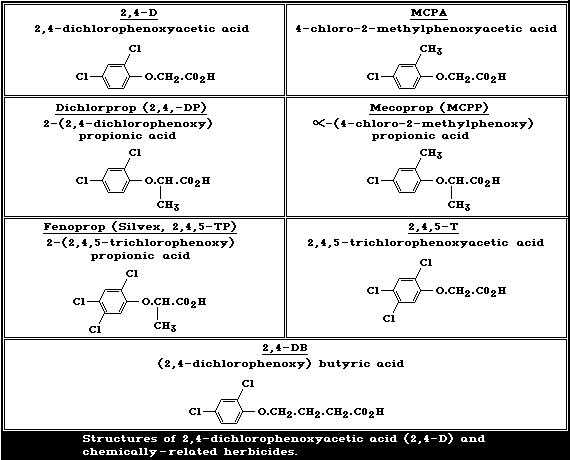 2,4-D
2,4-dichlorophenoxyacetic acid
Cl
Cl
O.CH2.CO2H
MCPA
4-chloro-2-methylphenoxyacetic acid
CH3
Cl
O.CH2.CO2H
Dichlorprop (2,4,-DP)
2-(2,4-dichlorophenoxy)
propionic acid
Cl
Cl
O.CH.CO2H
CH3
Mecoprop (MCPP)
∝-(4-chloro-2-methylphenoxy)
propionic acid
CH3
Cl
O.CH.CO2H
CH3
Fenoprop (Silvex, 2,4,5-TP)
2-(2,4,5-trichlorophenoxy)
propionic acid
Cl
Cl
O.CH.CO2H
Cl
CH3
2,4,5-T
2,4,5-trichlorophenoxyacetic acid
Cl
Cl
O.CH2.CO2H
Cl
2,4-DB
(2,4-dichlorophenoxy) butyric acid
Cl
Cl
O.CH2.CH2.CH2.CO2H
Structures of 2,4-dichlorophenoxyacetic acid (2,4-D) and
chemically-related herbicides.